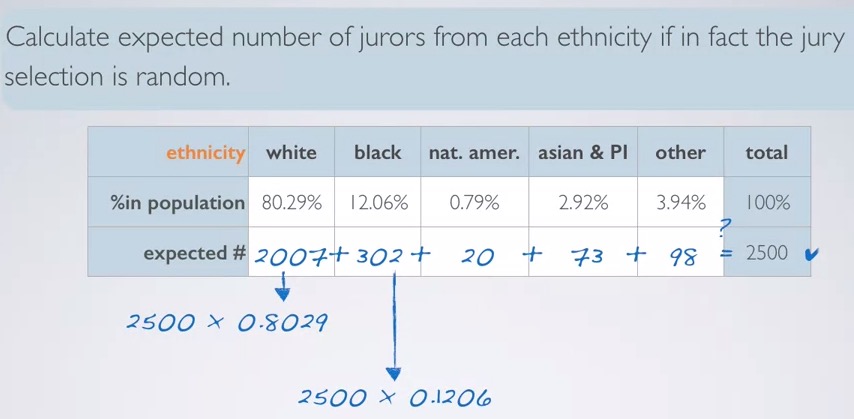 Calculate expected number of jurors from each ethnicity if in fact the jury
selection is random.
ethnicity white black nat. amer. asian & PI other total
%in population 80.29% 12.06% 0.79% 2.92% 3.94% 100%
?
expected # 2007 + 302 + 20 + 73 + 98 = 2500 ✔
2500 × 0.8029
2500 × 0.1206